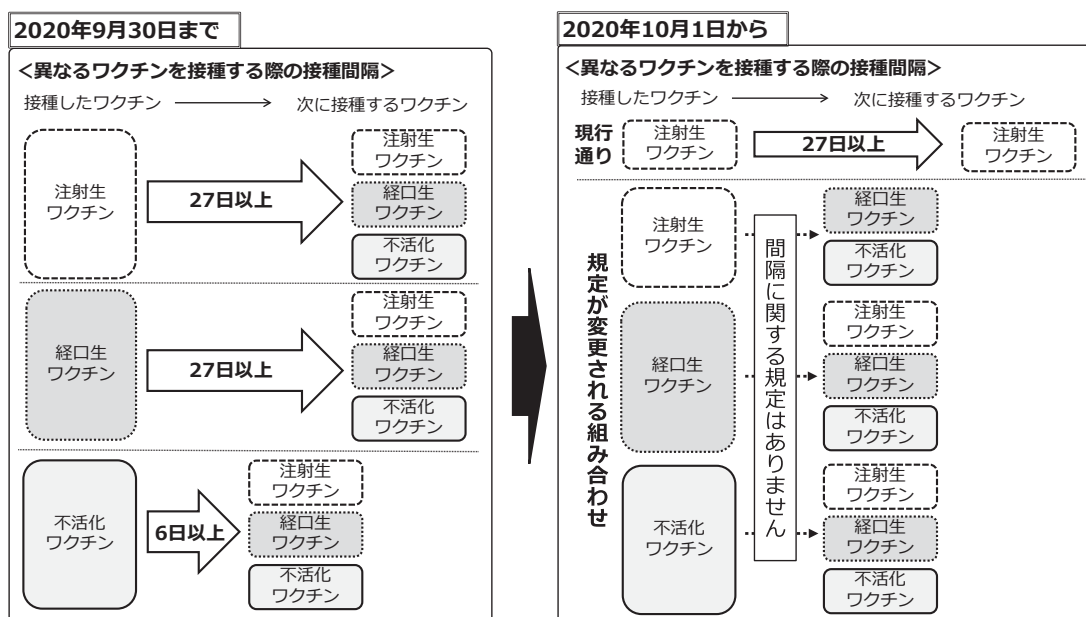 2020年9月30日まで
<異なるワクチンを接種する際の接種間隔>
接種したワクチン
次に接種するワクチン
注射生
ワクチン
27日以上
注射生
ワクチン
経口生
ワクチン
不活化
ワクチン
経口生
ワクチン
27日以上
注射生
ワクチン
経口生
ワクチン
不活化
ワクチン
不活化
ワクチン
6日以上
注射生
ワクチン
経口生
ワクチン
不活化
ワクチン
2020年10月1日から
<異なるワクチンを接種する際の接種間隔>
接種したワクチン
次に接種するワクチン
現行
通り
注射生
ワクチン
27日以上
注射生
ワクチン
規定が変更される組み合わせ
注射生
ワクチン
経口生
ワクチン
不活化
ワクチン
間隔に関する規定はありません
経口生
ワクチン
注射生
ワクチン
経口生
ワクチン
不活化
ワクチン
不活化
ワクチン
注射生
ワクチン
経口生
ワクチン
不活化
ワクチン